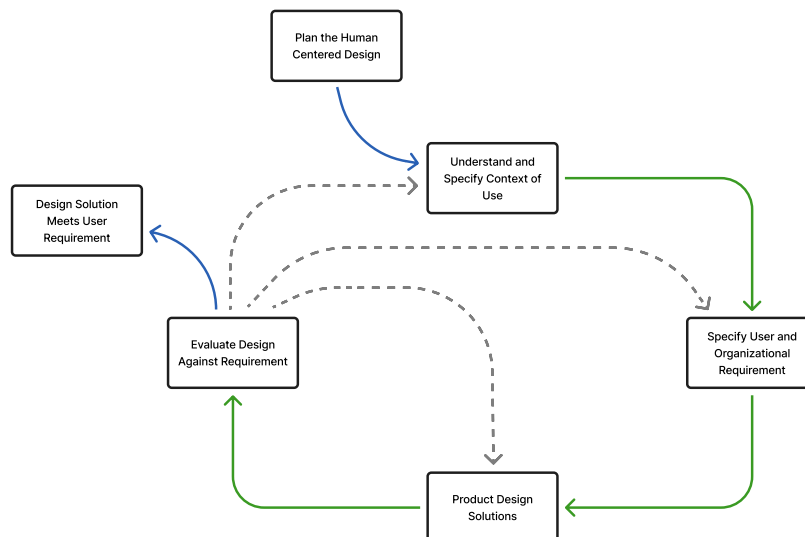 Plan the Human
Centered Design
Understand and
Specify Context of
Use
Design Solution
Meets User
Requirement
Evaluate Design
Against Requirement
Specify User and
Organizational
Requirement
Product Design
Solutions